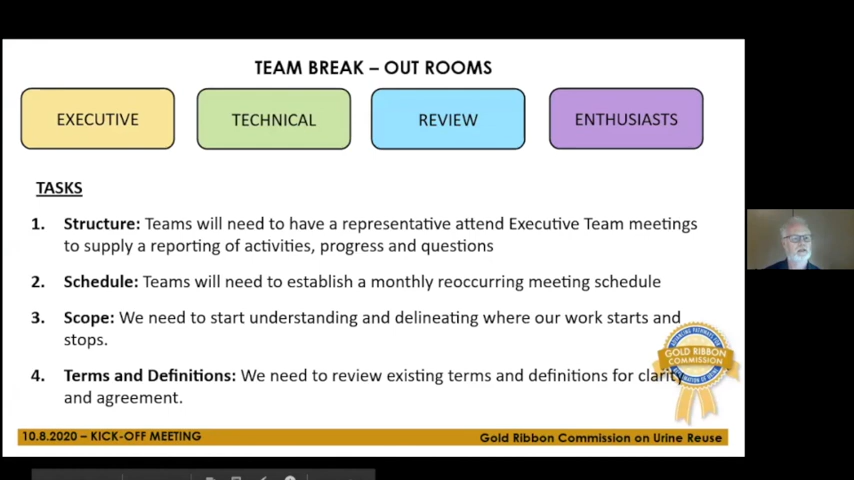 TEAM BREAK – OUT ROOMS
EXECUTIVE
TECHNICAL
REVIEW
ENTHUSIASTS
TASKS
1. Structure: Teams will need to have a representative attend Executive Team meetings
to supply a reporting of activities, progress and questions
2. Schedule: Teams will need to establish a monthly reoccurring meeting schedule
3. Scope: We need to start understanding and delineating where our work starts and
stops.
4. Terms and Definitions: We need to review existing terms and definitions for clarity
and agreement.
GOLD RIBBON
COMMISSION
10.8.2020 – KICK-OFF MEETING
Gold Ribbon Commission on Urine Reuse